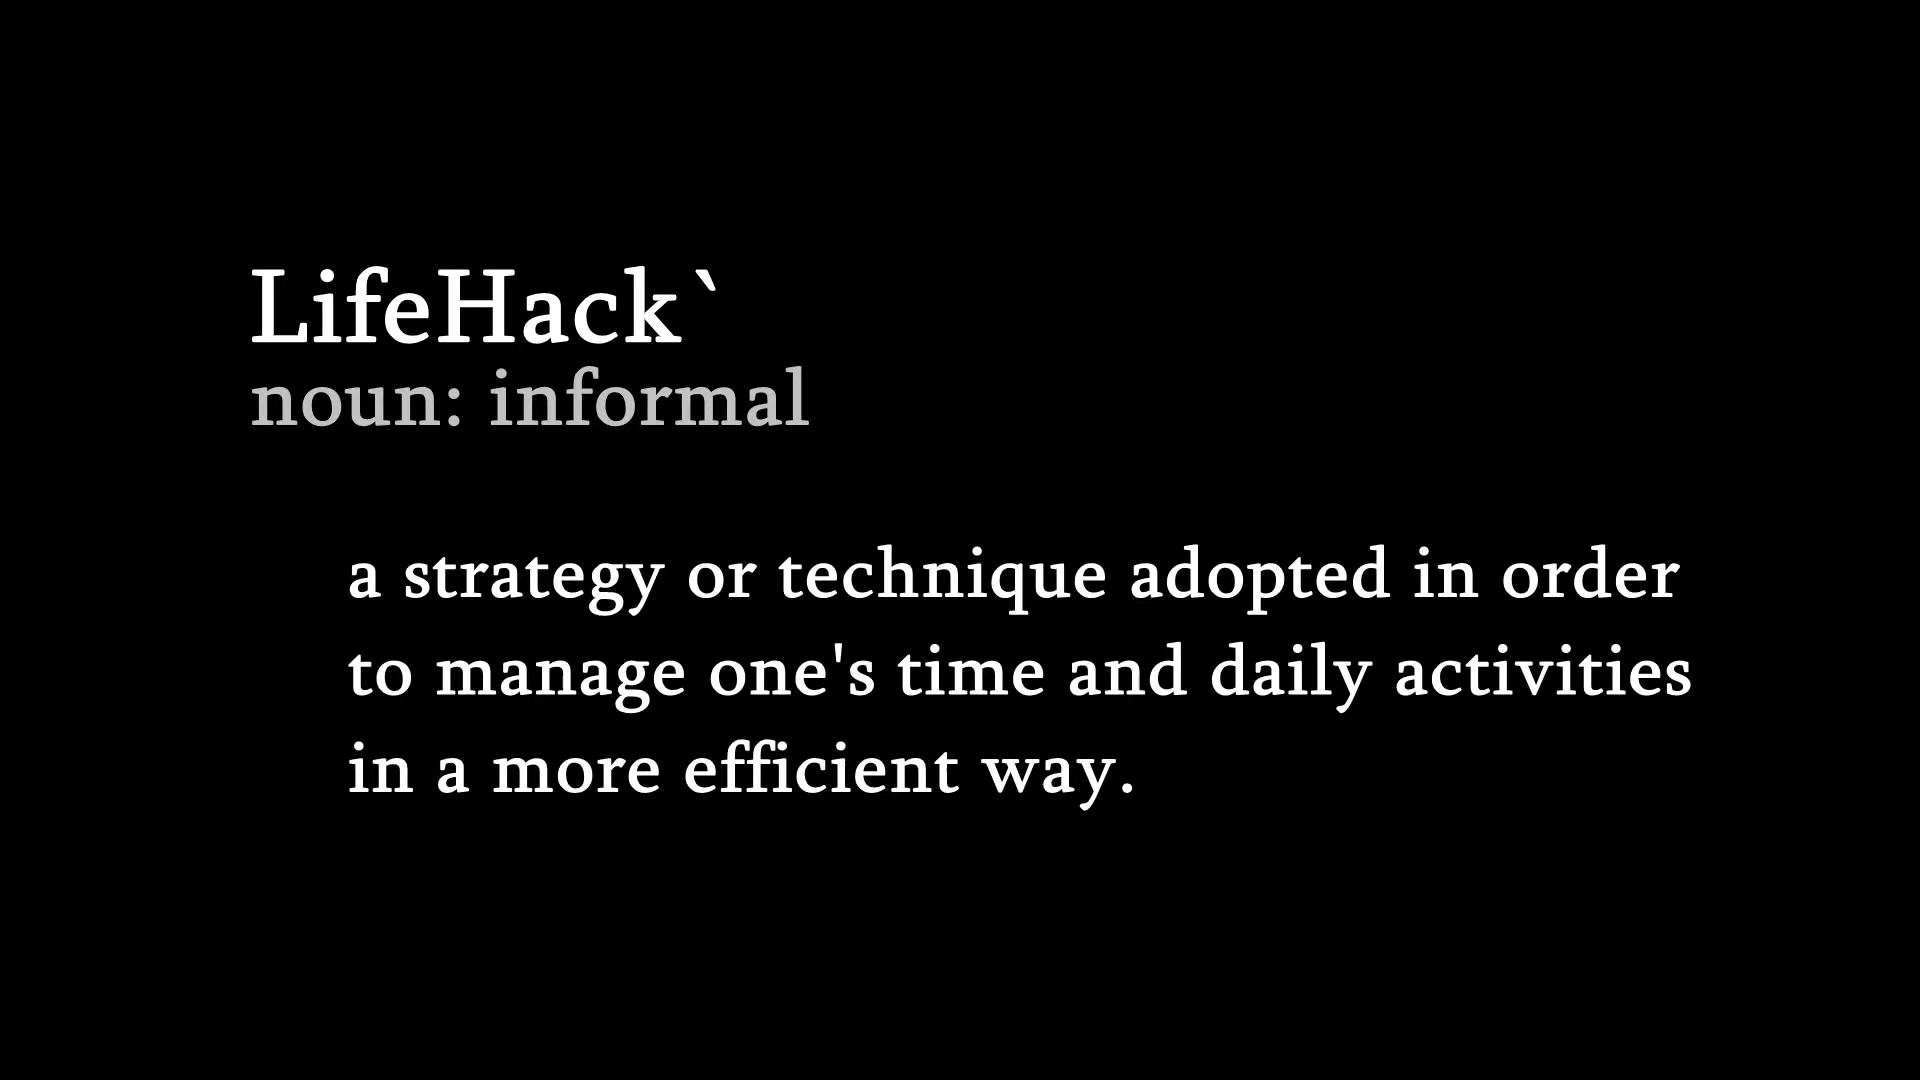 LifeHack`
noun: informal
a strategy or technique adopted in order
to manage one's time and daily activities
in a more efficient way.